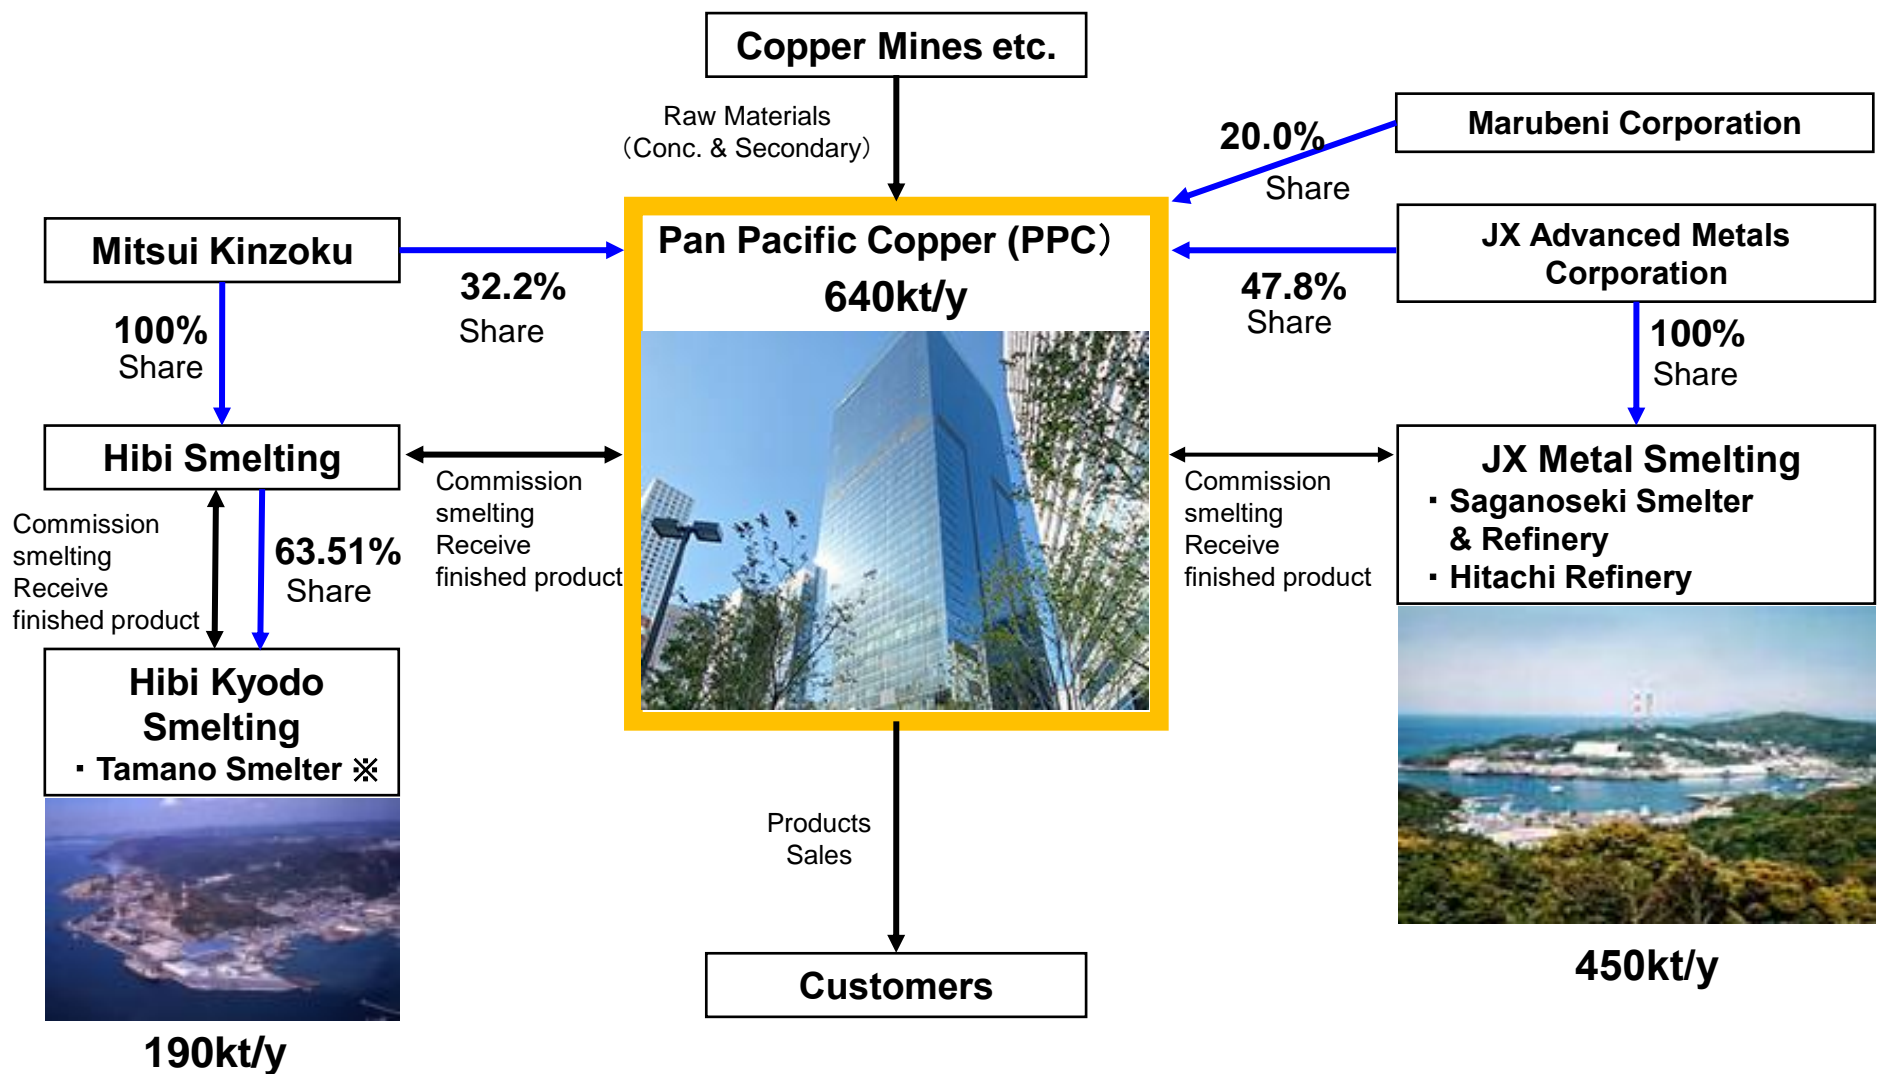 Copper Mines etc.
Raw Materials
（Conc. & Secondary）
20.0%
Share
Marubeni Corporation
Mitsui Kinzoku
32.2%
Share
Pan Pacific Copper (PPC）
640kt/y
47.8%
Share
JX Advanced Metals
Corporation
100%
Share
100%
Share
Hibi Smelting
Commission
smelting
Receive
finished product
Commission
smelting
Receive
finished product
JX Metal Smelting
・Saganoseki Smelter
& Refinery
・Hitachi Refinery
Commission
smelting
Receive
finished product
63.51%
Share
Hibi Kyodo
Smelting
・Tamano Smelter ※
190kt/y
450kt/y
Products
Sales
Customers